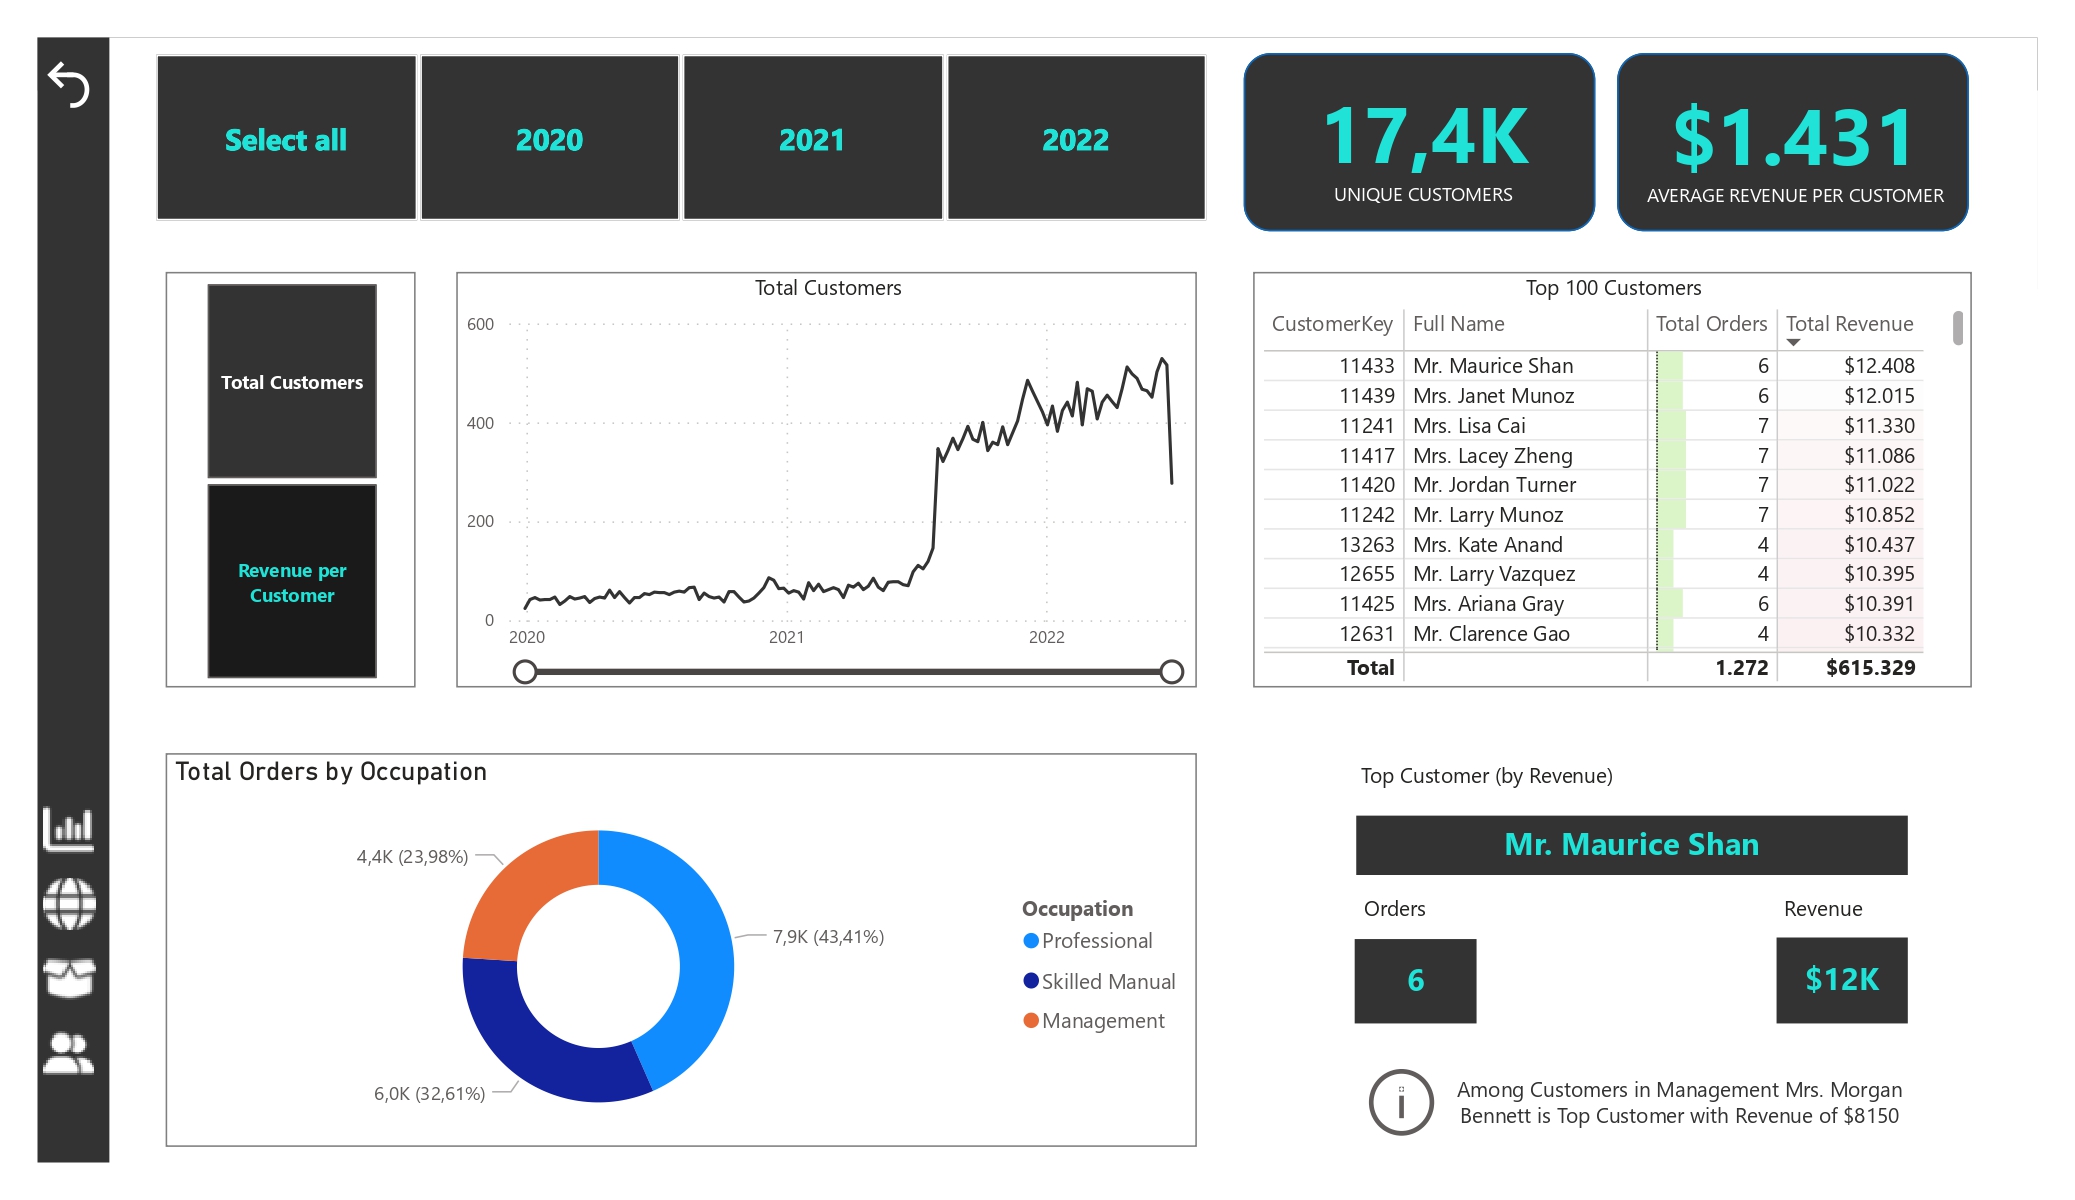 Select all
2020
2021
2022
17,4K
UNIQUE CUSTOMERS
$1.431
AVERAGE REVENUE PER CUSTOMER
Total Customers
Revenue per
Customer
Total Customers
600
400
200
0
2020
2021
2022
Top 100 Customers
CustomerKey Full Name Total Orders Total Revenue
11433 Mr. Maurice Shan 6 $12.408
11439 Mrs. Janet Munoz 6 $12.015
11241 Mrs. Lisa Cai 7 $11.330
11417 Mrs. Lacey Zheng 7 $11.086
11420 Mr. Jordan Turner 7 $11.022
11242 Mr. Larry Munoz 7 $10.852
13263 Mrs. Kate Anand 4 $10.437
12655 Mr. Larry Vazquez 4 $10.395
11425 Mrs. Ariana Gray 6 $10.391
12631 Mr. Clarence Gao 4 $10.332
Total 1.272 $615.329
Total Orders by Occupation
4,4K (23,98%)
7,9K (43,41%)
6,0K (32,61%)
Occupation
Professional
Skilled Manual
Management
Top Customer (by Revenue)
Mr. Maurice Shan
Orders
Revenue
6
$12K
Among Customers in Management Mrs. Morgan
Bennett is Top Customer with Revenue of $8150